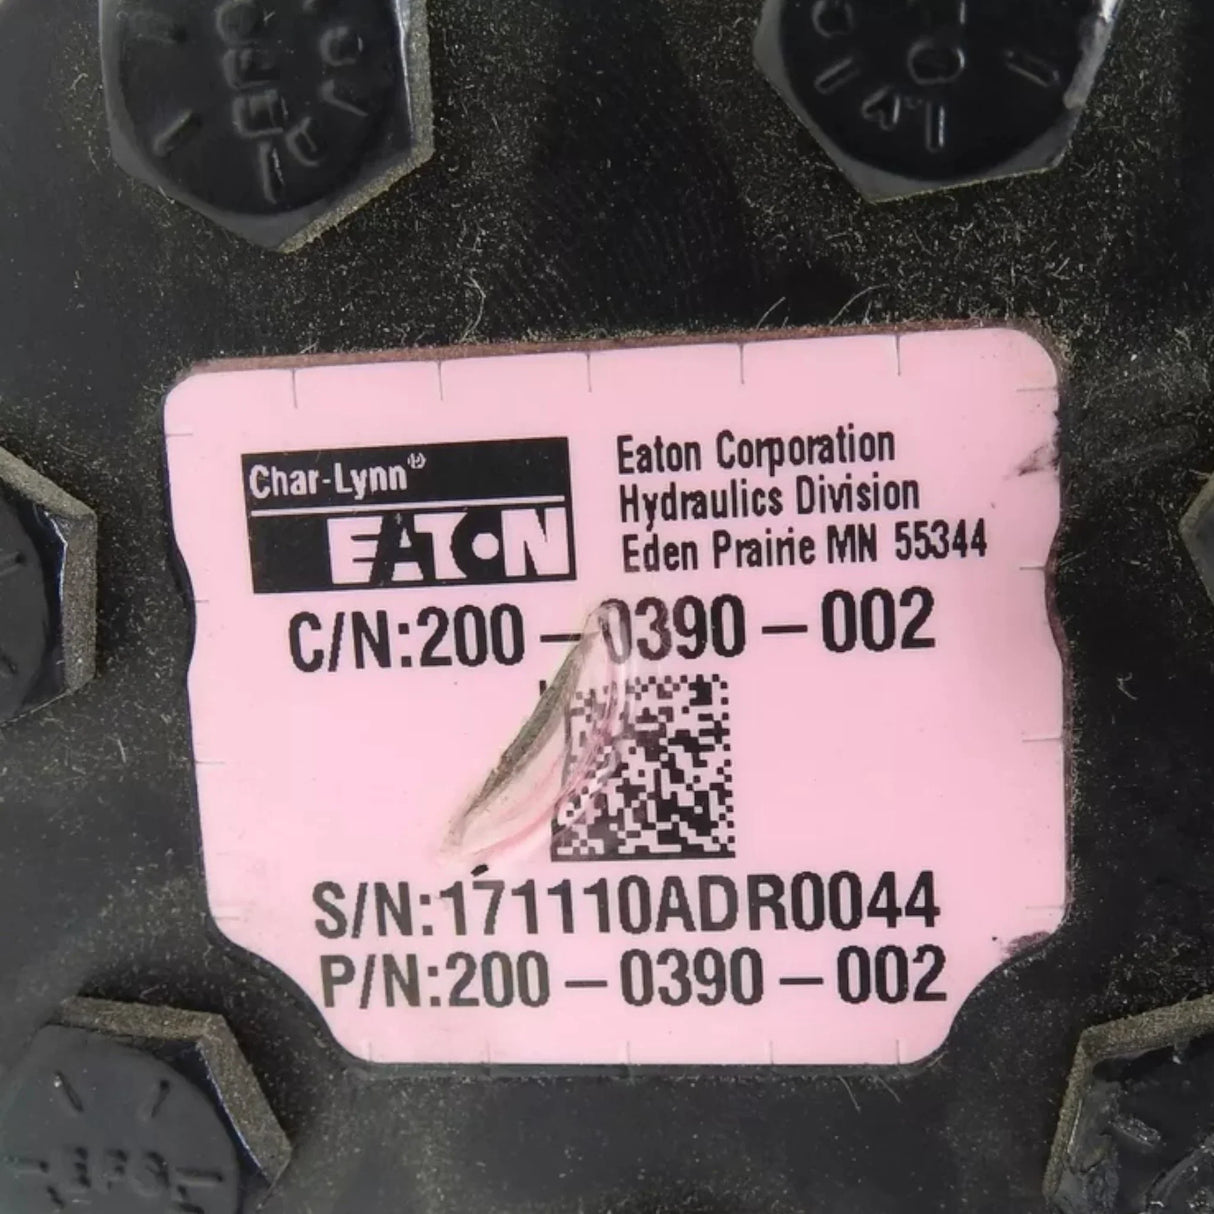 Char-Lynn®
EATON
Eaton Corporation
Hydraulics Division
Eden Prairie MN 55344
C/N:200-0390-002
S/N:171110ADR0044
P/N:200-0390-002